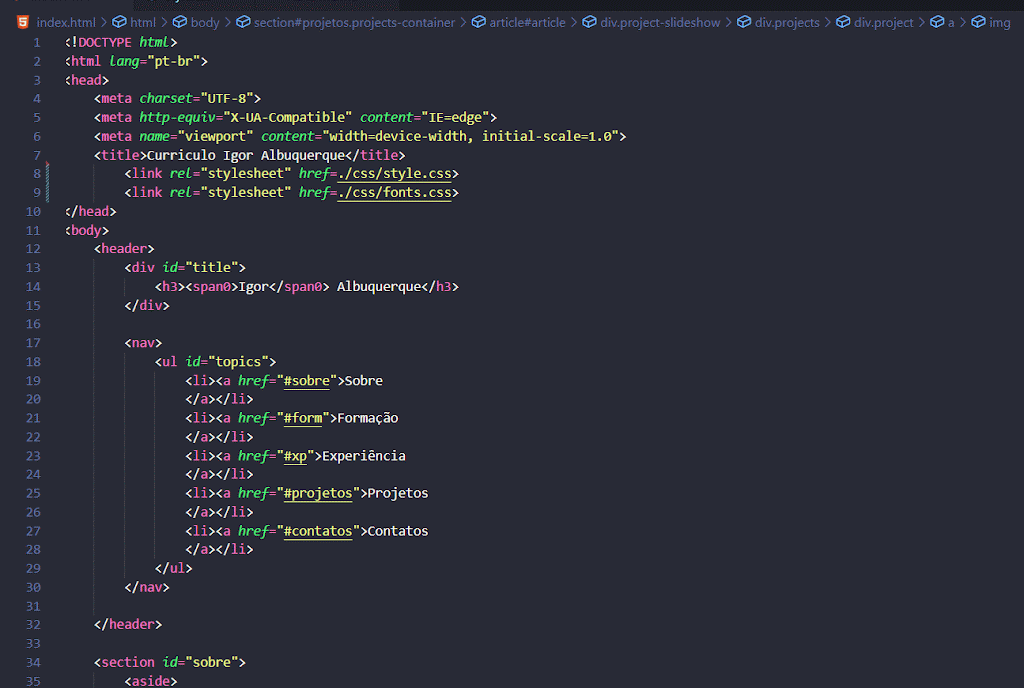 index.html > html > body > section#projetos.projects-container > article#article > div.project-slideshow > div.projects > div.project > a > img
1 <!DOCTYPE html>
2 <html lang="pt-br">
3 <head>
4 <meta charset="UTF-8">
5 <meta http-equiv="X-UA-Compatible" content="IE=edge">
6 <meta name="viewport" content="width=device-width, initial-scale=1.0">
7 <title>Curriculo Igor Albuquerque</title>
8 <link rel="stylesheet" href=./css/style.css>
9 <link rel="stylesheet" href=./css/fonts.css>
10 </head>
11 <body>
12 <header>
13 <div id="title">
14 <h3><span0>Igor</span0> Albuquerque</h3>
15 </div>
16
17 <nav>
18 <ul id="topics">
19 <li><a href="#sobre">Sobre
20 </a></li>
21 <li><a href="#form">Formação
22 </a></li>
23 <li><a href="#xp">Experiência
24 </a></li>
25 <li><a href="#projetos">Projetos
26 </a></li>
27 <li><a href="#contatos">Contatos
28 </a></li>
29 </ul>
30 </nav>
31
32 </header>
33
34 <section id="sobre">
35 <aside>